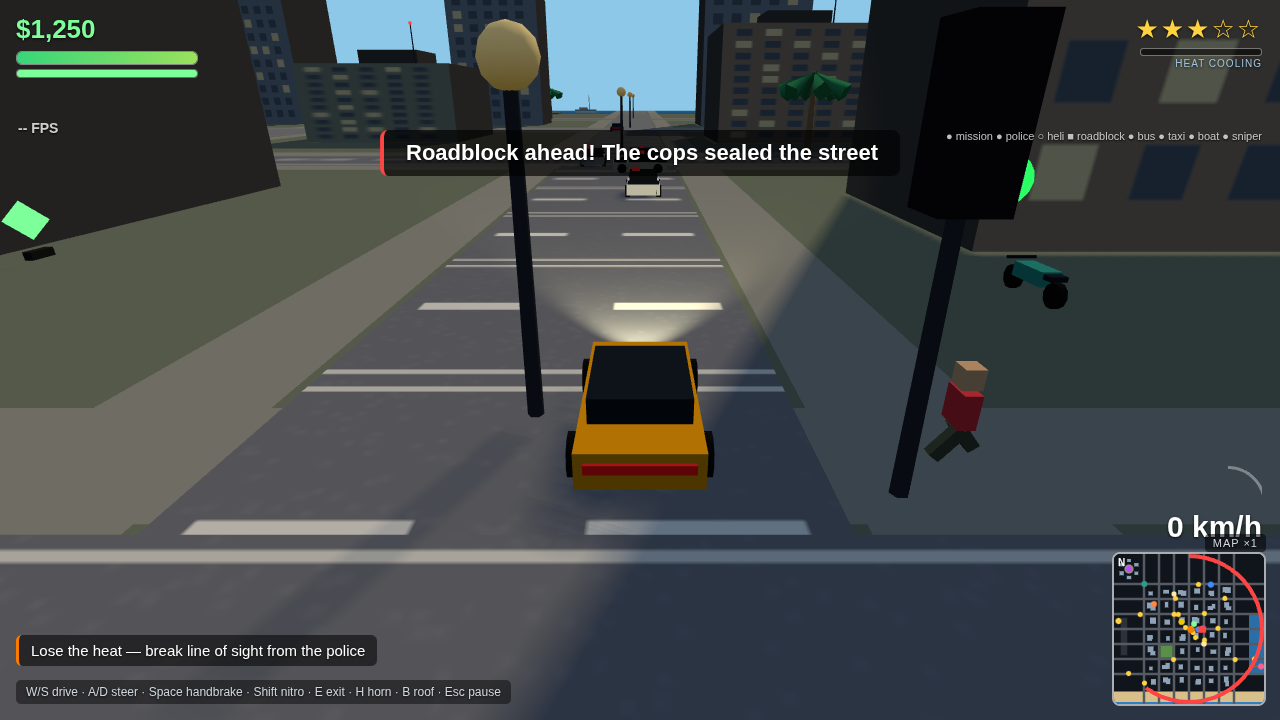 $1,250
★★★☆☆
HEAT COOLING
-- FPS
● mission ● police ○ heli ■ roadblock ● bus ● taxi ● boat ● sniper
Roadblock ahead! The cops sealed the street
0 km/h
MAP ×1
N
Lose the heat — break line of sight from the police
W/S drive · A/D steer · Space handbrake · Shift nitro · E exit · H horn · B roof · Esc pause